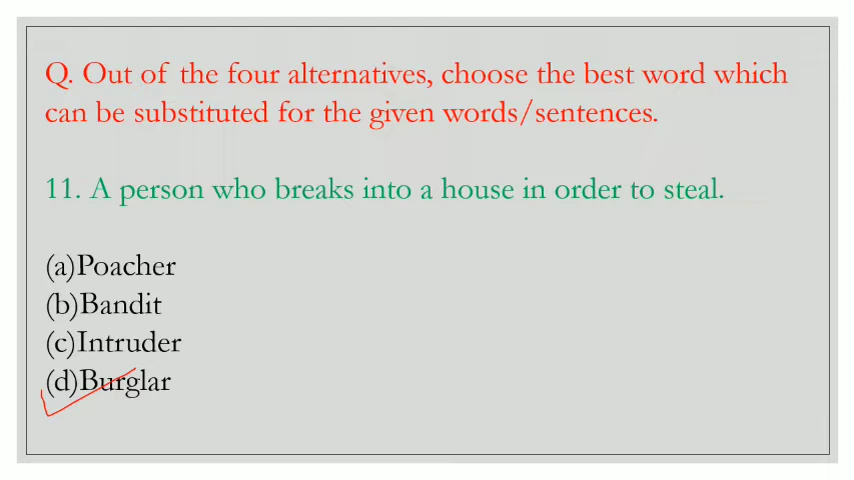 Q. Out of the four alternatives, choose the best word which
can be substituted for the given words/sentences.
11. A person who breaks into a house in order to steal.
(a)Poacher
(b)Bandit
(c)Intruder
(d)Burglar